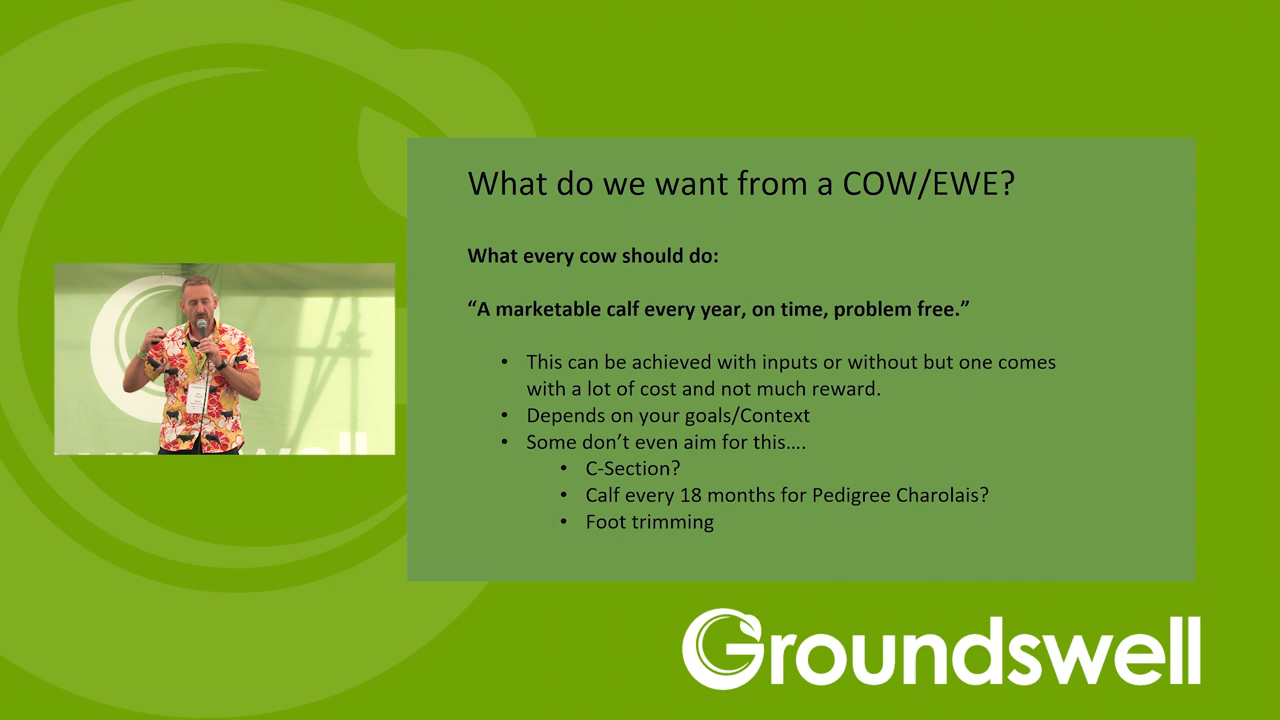 What do we want from a COW/EWE?
What every cow should do:
“A marketable calf every year, on time, problem free.”
• This can be achieved with inputs or without but one comes
with a lot of cost and not much reward.
• Depends on your goals/Context
• Some don’t even aim for this….
• C-Section?
• Calf every 18 months for Pedigree Charolais?
• Foot trimming
Groundswell